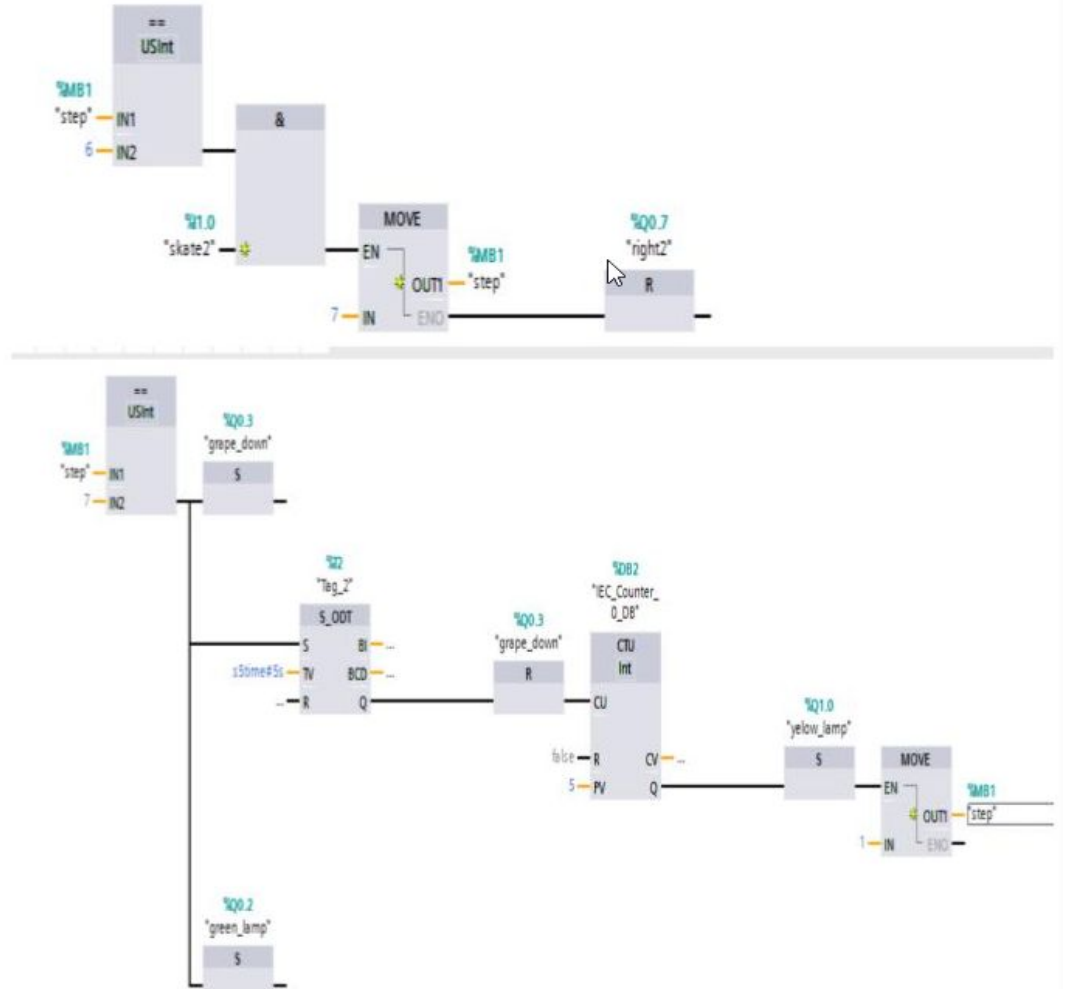 ==
USInt
%MB1
"step"
IN1
6
IN2
&
%I1.0
"skate2"
MOVE
EN
%MB1
OUT1
"step"
7
IN
ENO
%Q0.7
"right2"
R
==
USInt
%MB1
"step"
IN1
7
IN2
%Q0.3
"grape_down"
S
%T2
"Tag_2"
S_ODT
S
BI
...
s5time#5s
TV
BCD
...
...
R
Q
%Q0.3
"grape_down"
R
%DB2
"IEC_Counter_
0_DB"
CTU
Int
CU
false
R
CV
...
5
PV
Q
%Q1.0
"yelow_lamp"
S
MOVE
EN
%MB1
OUT1
"step"
1
IN
ENO
%Q0.2
"green_lamp"
S